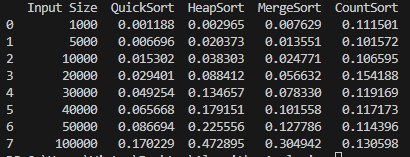 Input Size QuickSort HeapSort MergeSort CountSort
0 1000 0.001188 0.002965 0.007629 0.111501
1 5000 0.006696 0.020373 0.013551 0.101572
2 10000 0.015302 0.038303 0.024771 0.106595
3 20000 0.029401 0.088412 0.056632 0.154188
4 30000 0.049254 0.134657 0.078330 0.119169
5 40000 0.065668 0.179151 0.101558 0.117173
6 50000 0.086694 0.225556 0.127786 0.114396
7 100000 0.170229 0.472895 0.304942 0.130598